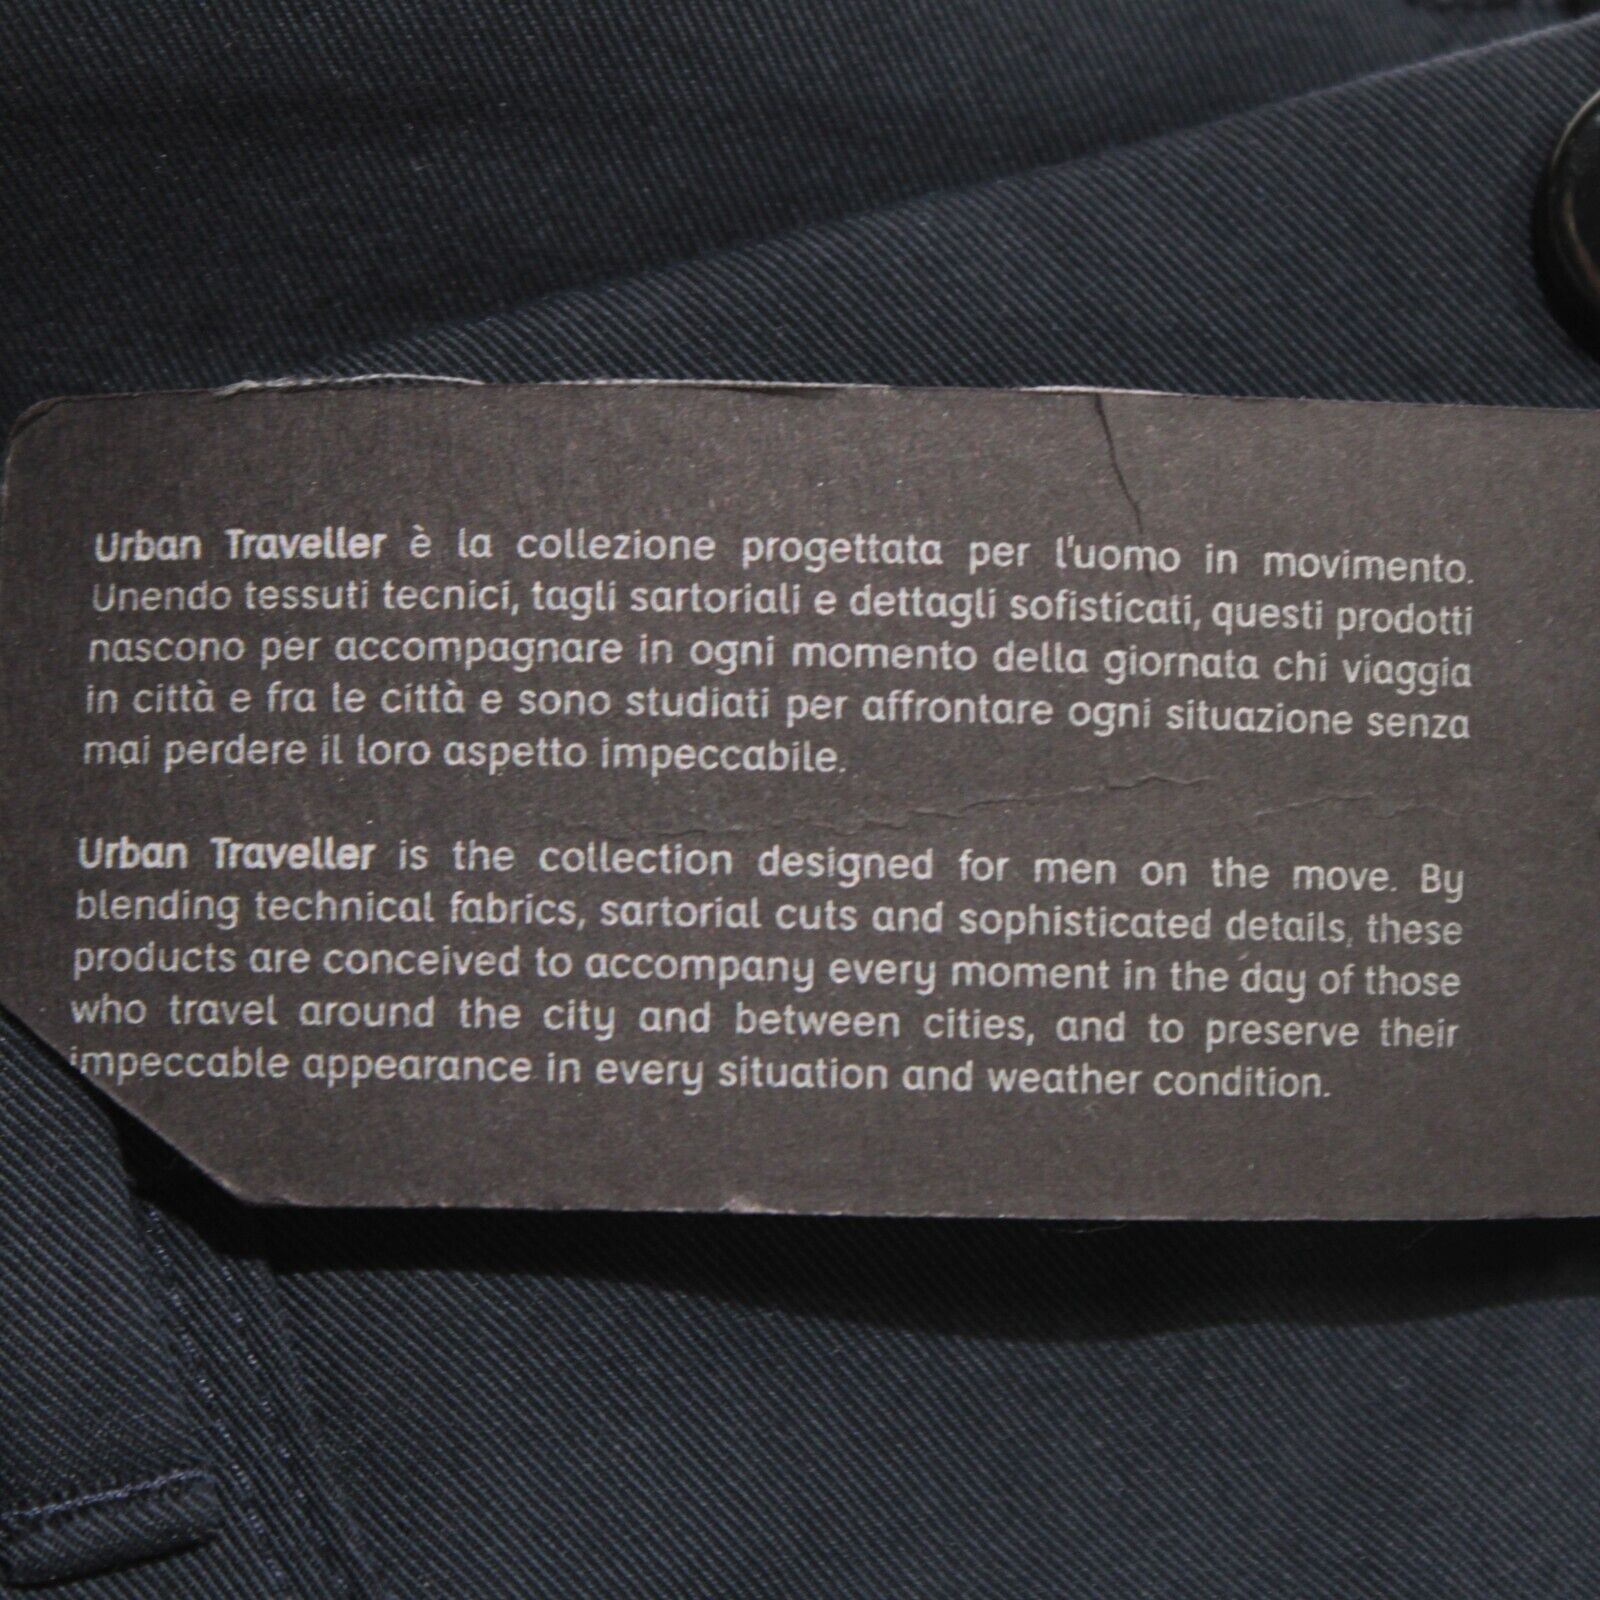 Urban Traveller è la collezione progettata per l'uomo in movimento.
Unendo tessuti tecnici, tagli sartoriali e dettagli sofisticati, questi prodotti
nascono per accompagnare in ogni momento della giornata chi viaggia
in città e fra le città e sono studiati per affrontare ogni situazione senza
mai perdere il loro aspetto impeccabile.
Urban Traveller is the collection designed for men on the move. By
blending technical fabrics, sartorial cuts and sophisticated details, these
products are conceived to accompany every moment in the day of those
who travel around the city and between cities, and to preserve their
impeccable appearance in every situation and weather condition.